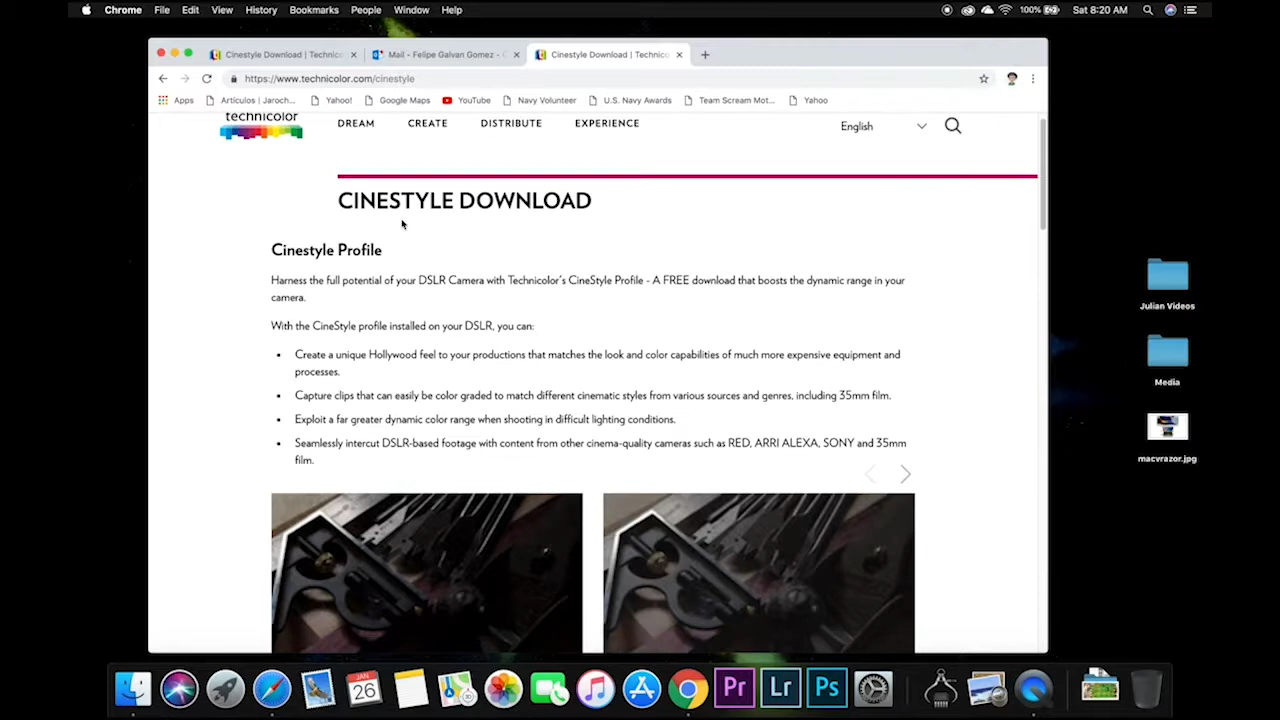 Chrome File Edit View History Bookmarks People Window Help 100% Sat 8:20 AM
Cinestyle Download | Technic Mail - Felipe Galvan Gomez - Cinestyle Download | Technic
https://www.technicolor.com/cinestyle
Apps Artículos | Jaroch... Yahoo! Google Maps YouTube Navy Volunteer U.S. Navy Awards Team Scream Mot... Yahoo
technicolor DREAM CREATE DISTRIBUTE EXPERIENCE English
CINESTYLE DOWNLOAD
Cinestyle Profile
Harness the full potential of your DSLR Camera with Technicolor's CineStyle Profile - A FREE download that boosts the dynamic range in your
camera.
With the CineStyle profile installed on your DSLR, you can:
• Create a unique Hollywood feel to your productions that matches the look and color capabilities of much more expensive equipment and
processes.
• Capture clips that can easily be color graded to match different cinematic styles from various sources and genres, including 35mm film.
• Exploit a far greater dynamic color range when shooting in difficult lighting conditions.
• Seamlessly intercut DSLR-based footage with content from other cinema-quality cameras such as RED, ARRI ALEXA, SONY and 35mm
film.
Julian Videos
Media
macvrazor.jpg
JAN
26
Pr Lr Ps